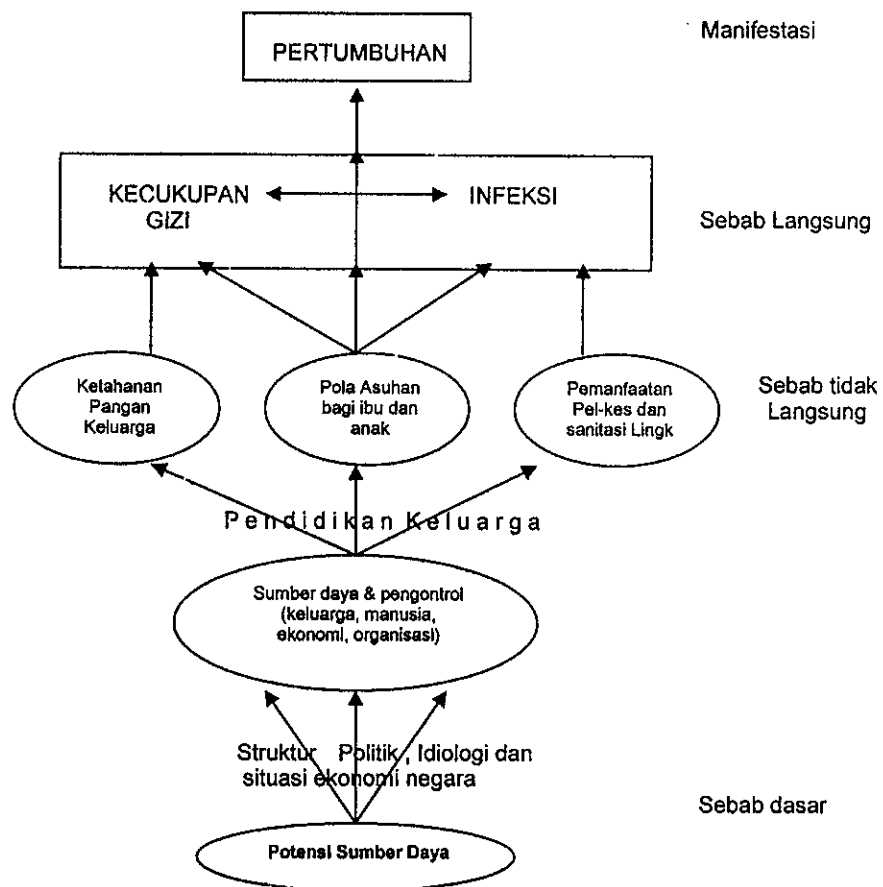 Manifestasi
PERTUMBUHAN
KECUKUPAN
GIZI
INFEKSI
Sebab Langsung
Ketahanan
Pangan
Keluarga
Pola Asuhan
bagi ibu dan
anak
Pemanfaatan
Pel-kes dan
sanitasi Lingk
Sebab tidak
Langsung
Pendidikan Keluarga
Sumber daya & pengontrol
(keluarga, manusia,
ekonomi, organisasi)
Struktur Politik , Idiologi dan
situasi ekonomi negara
Sebab dasar
Potensi Sumber Daya